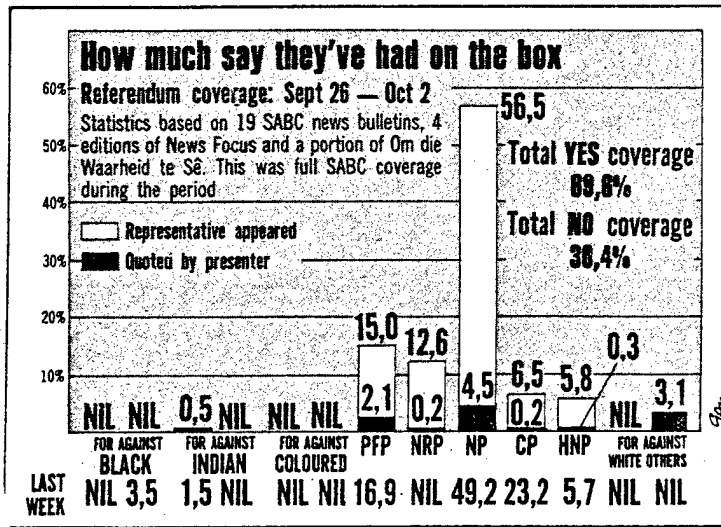 How much say they've had on the box
Referendum coverage: Sept 26 — Oct 2
Statistics based on 19 SABC news bulletins, 4
editions of News Focus and a portion of Om die
Waarheid te Sê. This was full SABC coverage
during the period
Representative appeared
Quoted by presenter
56,5
Total YES coverage
69,6%
Total NO coverage
30,4%
60%
50%
40%
30%
20%
10%
NIL NIL 0,5 NIL NIL NIL
15,0 2,1
12,6 0,2
4,5
6,5 0,2
5,8 0,3
NIL 3,1
FOR AGAINST FOR AGAINST FOR AGAINST PFP NRP NP CP HNP FOR AGAINST
BLACK INDIAN COLOURED WHITE OTHERS
LAST WEEK NIL 3,5 1,5 NIL NIL NIL 16,9 NIL 49,2 23,2 5,7 NIL NIL